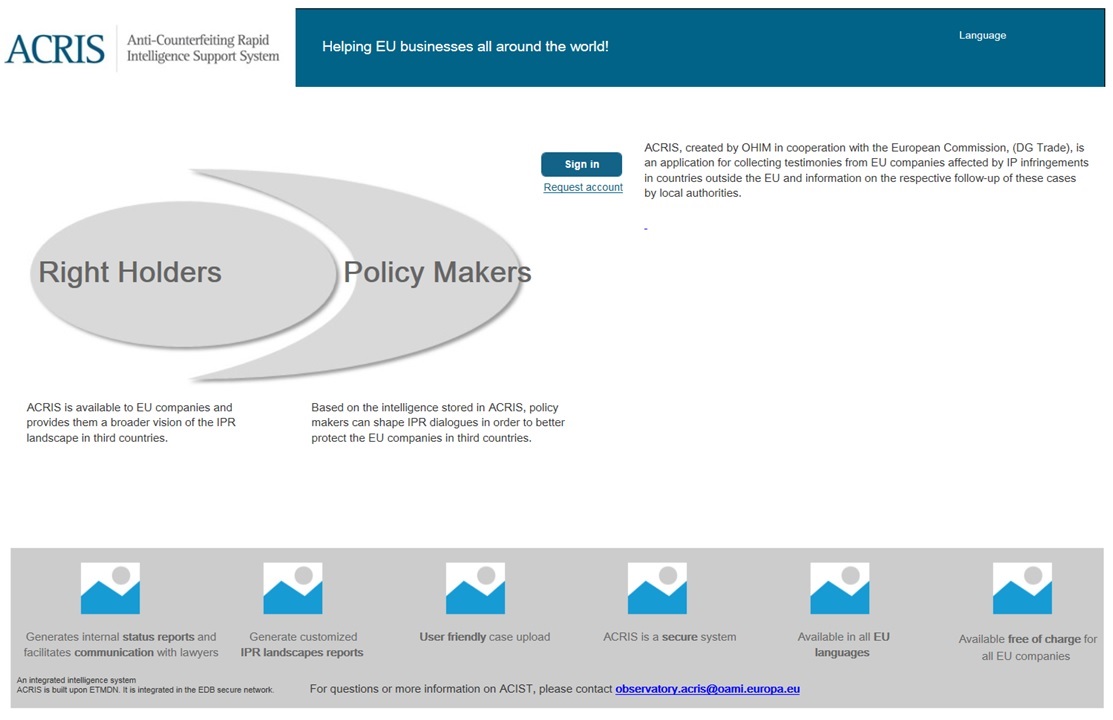 ACRIS
Anti-Counterfeiting Rapid
Intelligence Support System
Helping EU businesses all around the world!
Language
Sign in
Request account
ACRIS, created by OHIM in cooperation with the European Commission, (DG Trade), is
an application for collecting testimonies from EU companies affected by IP infringements
in countries outside the EU and information on the respective follow-up of these cases
by local authorities.
Right Holders
Policy Makers
ACRIS is available to EU companies and
provides them a broader vision of the IPR
landscape in third countries.
Based on the intelligence stored in ACRIS, policy
makers can shape IPR dialogues in order to better
protect the EU companies in third countries.
Generates internal status reports and
facilitates communication with lawyers
Generate customized
IPR landscapes reports
User friendly case upload
ACRIS is a secure system
Available in all EU
languages
Available free of charge for
all EU companies
An integrated intelligence system
ACRIS is built upon ETMDN. It is integrated in the EDB secure network.
For questions or more information on ACIST, please contact observatory.acris@oami.europa.eu